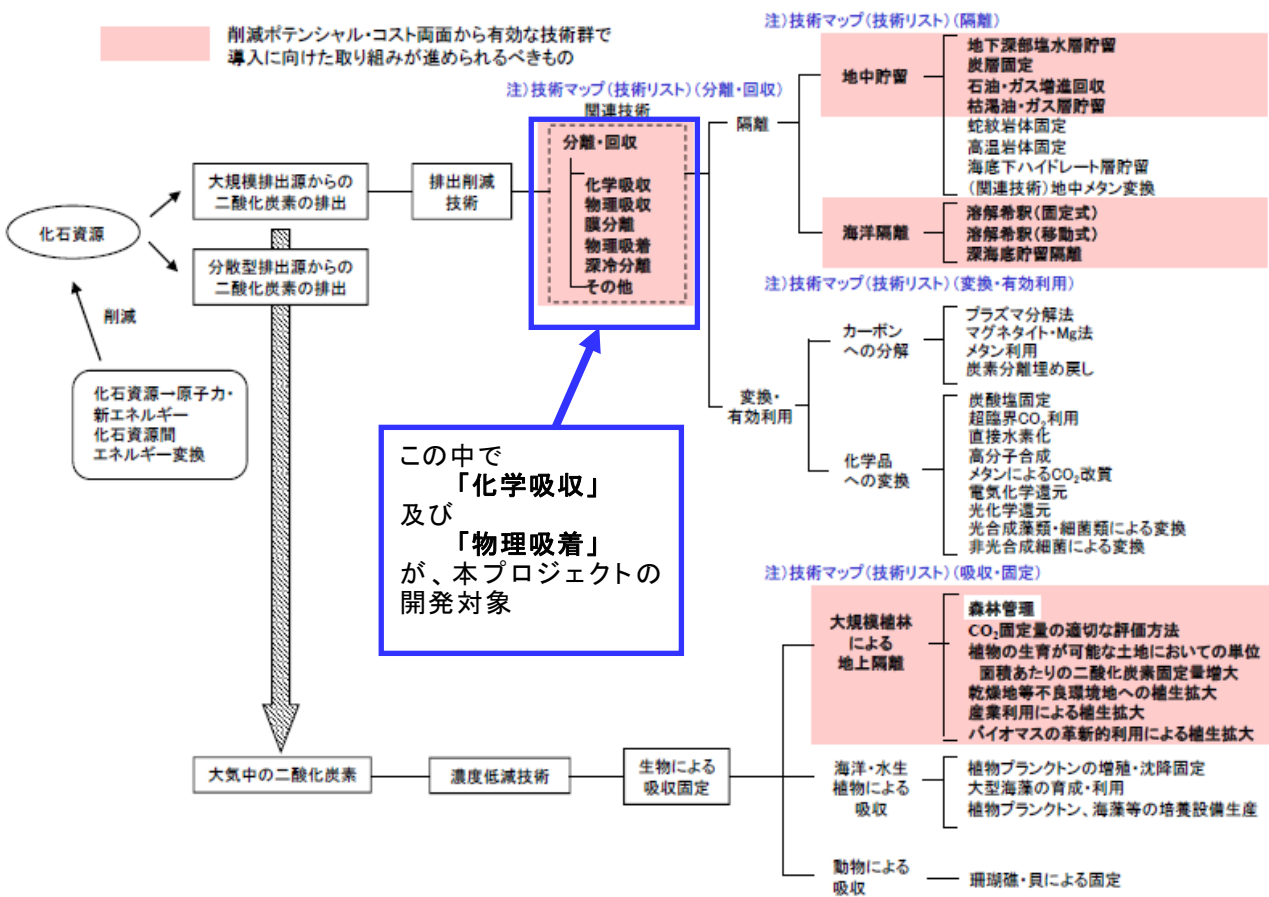 削減ポテンシャル・コスト両面から有効な技術群で
導入に向けた取り組みが進められるべきもの
注)技術マップ(技術リスト)(分離・回収)
関連技術
分離・回収
化学吸収
物理吸収
膜分離
物理吸着
深冷分離
その他
化石資源
大規模排出源からの
二酸化炭素の排出
排出削減
技術
分散型排出源からの
二酸化炭素の排出
削減
化石資源→原子力・
新エネルギー
化石資源間
エネルギー変換
この中で
「化学吸収」
及び
「物理吸着」
が、本プロジェクトの
開発対象
注)技術マップ(技術リスト)(隔離)
隔離
地中貯留
地下深部塩水層貯留
炭層固定
石油・ガス増進回収
枯渇油・ガス層貯留
蛇紋岩体固定
高温岩体固定
海底下ハイドレート層貯留
(関連技術)地中メタン変換
海洋隔離
溶解希釈(固定式)
溶解希釈(移動式)
深海底貯留隔離
注)技術マップ(技術リスト)(変換・有効利用)
変換・
有効利用
カーボン
への分解
プラズマ分解法
マグネタイト・Mg法
メタン利用
炭素分離埋め戻し
化学品
への変換
炭酸塩固定
超臨界CO₂利用
直接水素化
高分子合成
メタンによるCO₂改質
電気化学還元
光化学還元
光合成藻類・細菌類による変換
非光合成細菌による変換
注)技術マップ(技術リスト)(吸収・固定)
大気中の二酸化炭素
濃度低減技術
生物による
吸収固定
大規模植林
による
地上隔離
森林管理
CO₂固定量の適切な評価方法
植物の生育が可能な土地においての単位
面積あたりの二酸化炭素固定量増大
乾燥地等不良環境地への植生拡大
産業利用による植生拡大
バイオマスの革新的利用による植生拡大
海洋・水生
植物による
吸収
植物プランクトンの増殖・沈降固定
大型海藻の育成・利用
植物プランクトン、海藻等の培養設備生産
動物による
吸収
珊瑚礁・貝による固定